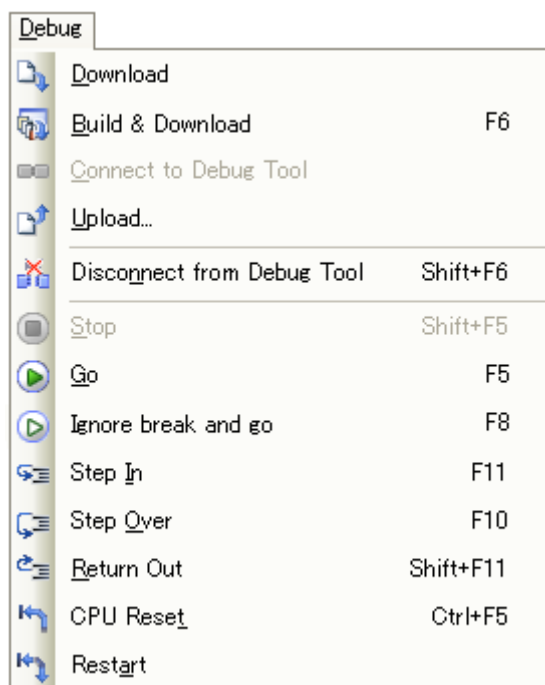 Debug
Download
Build & Download F6
Connect to Debug Tool
Upload...
Disconnect from Debug Tool Shift+F6
Stop Shift+F5
Go F5
Ignore break and go F8
Step In F11
Step Over F10
Return Out Shift+F11
CPU Reset Ctrl+F5
Restart